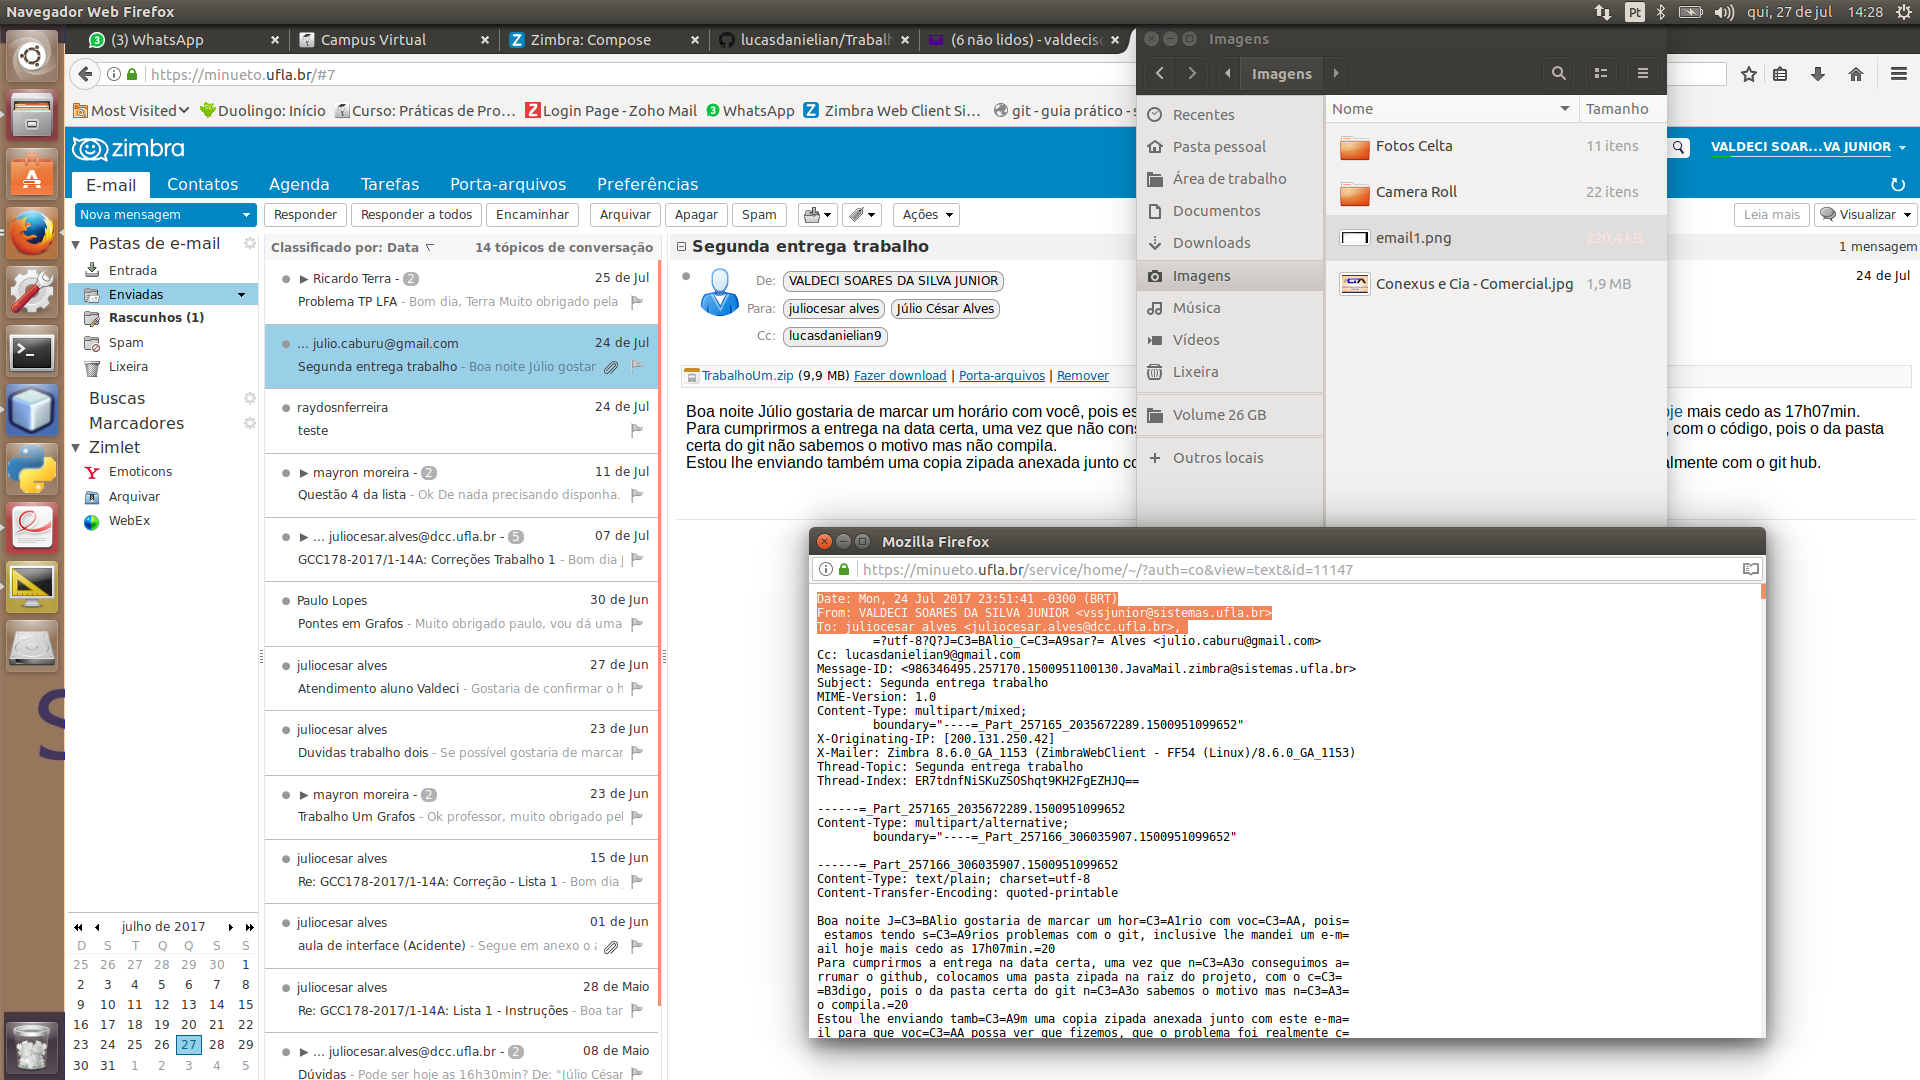 Navegador Web Firefox
Pt
qui, 27 de jul
14:28
(3) WhatsApp
Campus Virtual
Zimbra: Compose
lucasdanielian/Trabalh
(6 não lidos) - valdecisc
https://minueto.ufla.br/#7
Most Visited
Duolingo: Início
Curso: Práticas de Pro...
Login Page - Zoho Mail
WhatsApp
Zimbra Web Client Si...
git - guia prático - s
zimbra
VALDECI SOAR...VA JUNIOR
E-mail
Contatos
Agenda
Tarefas
Porta-arquivos
Preferências
Nova mensagem
Responder
Responder a todos
Encaminhar
Arquivar
Apagar
Spam
Ações
Leia mais
Visualizar
Pastas de e-mail
Entrada
Enviadas
Rascunhos (1)
Spam
Lixeira
Buscas
Marcadores
Zimlet
Emoticons
Arquivar
WebEx
julho de 2017
D S T Q Q S S
25 26 27 28 29 30 1
2 3 4 5 6 7 8
9 10 11 12 13 14 15
16 17 18 19 20 21 22
23 24 25 26 27 28 29
30 31 1 2 3 4 5
Classificado por: Data
14 tópicos de conversação
Ricardo Terra - 2
25 de Jul
Problema TP LFA - Bom dia, Terra Muito obrigado pela
... julio.caburu@gmail.com
24 de Jul
Segunda entrega trabalho - Boa noite Júlio gostar
raydosnferreira
24 de Jul
teste
mayron moreira - 2
11 de Jul
Questão 4 da lista - Ok De nada precisando disponha.
... juliocesar.alves@dcc.ufla.br - 5
07 de Jul
GCC178-2017/1-14A: Correções Trabalho 1 - Bom dia J
Paulo Lopes
30 de Jun
Pontes em Grafos - Muito obrigado paulo, vou dá uma
juliocesar alves
27 de Jun
Atendimento aluno Valdeci - Gostaria de confirmar o h
juliocesar alves
23 de Jun
Duvidas trabalho dois - Se possível gostaria de marcar
mayron moreira - 2
23 de Jun
Trabalho Um Grafos - Ok professor, muito obrigado pel
juliocesar alves
15 de Jun
Re: GCC178-2017/1-14A: Correção - Lista 1 - Bom dia
juliocesar alves
01 de Jun
aula de interface (Acidente) - Segue em anexo o a
juliocesar alves
28 de Maio
Re: GCC178-2017/1-14A: Lista 1 - Instruções - Boa tar
... juliocesar.alves@dcc.ufla.br - 2
08 de Maio
Dúvidas - Pode ser hoje as 16h30min? De: "Júlio César
Segunda entrega trabalho
1 mensagem
De: VALDECI SOARES DA SILVA JUNIOR
24 de Jul
Para: juliocesar alves Júlio César Alves
Cc: lucasdanielian9
TrabalhoUm.zip (9,9 MB) Fazer download | Porta-arquivos | Remover
Boa noite Júlio gostaria de marcar um horário com você, pois es
je mais cedo as 17h07min.
Para cumprirmos a entrega na data certa, uma vez que não cons
, com o código, pois o da pasta
certa do git não sabemos o motivo mas não compila.
Estou lhe enviando também uma copia zipada anexada junto co
almente com o git hub.
Imagens
Imagens
Recentes
Pasta pessoal
Área de trabalho
Documentos
Downloads
Imagens
Música
Vídeos
Lixeira
Volume 26 GB
Outros locais
Nome
Tamanho
Fotos Celta
11 itens
Camera Roll
22 itens
email1.png
220,4 kB
Conexus e Cia - Comercial.jpg
1,9 MB
Mozilla Firefox
https://minueto.ufla.br/service/home/~/?auth=co&view=text&id=11147
Date: Mon, 24 Jul 2017 23:51:41 -0300 (BRT)
From: VALDECI SOARES DA SILVA JUNIOR <vssjunior@sistemas.ufla.br>
To: juliocesar alves <juliocesar.alves@dcc.ufla.br>,
=?utf-8?Q?J=C3=BAlio_C=C3=A9sar?= Alves <julio.caburu@gmail.com>
Cc: lucasdanielian9@gmail.com
Message-ID: <986346495.257170.1500951100130.JavaMail.zimbra@sistemas.ufla.br>
Subject: Segunda entrega trabalho
MIME-Version: 1.0
Content-Type: multipart/mixed;
boundary="----=_Part_257165_2035672289.1500951099652"
X-Originating-IP: [200.131.250.42]
X-Mailer: Zimbra 8.6.0_GA_1153 (ZimbraWebClient - FF54 (Linux)/8.6.0_GA_1153)
Thread-Topic: Segunda entrega trabalho
Thread-Index: ER7tdnfNiSKuZSOShqt9KH2FgEZHJQ==
------=_Part_257165_2035672289.1500951099652
Content-Type: multipart/alternative;
boundary="----=_Part_257166_306035907.1500951099652"
------=_Part_257166_306035907.1500951099652
Content-Type: text/plain; charset=utf-8
Content-Transfer-Encoding: quoted-printable
Boa noite J=C3=BAlio gostaria de marcar um hor=C3=A1rio com voc=C3=AA, pois=
estamos tendo s=C3=A9rios problemas com o git, inclusive lhe mandei um e-m=
ail hoje mais cedo as 17h07min.=20
Para cumprirmos a entrega na data certa, uma vez que n=C3=A3o conseguimos a=
rrumar o github, colocamos uma pasta zipada na raiz do projeto, com o c=C3=
=B3digo, pois o da pasta certa do git n=C3=A3o sabemos o motivo mas n=C3=A3=
o compila.=20
Estou lhe enviando tamb=C3=A9m uma copia zipada anexada junto com este e-ma=
il para que voc=C3=AA possa ver que fizemos, que o problema foi realmente c=